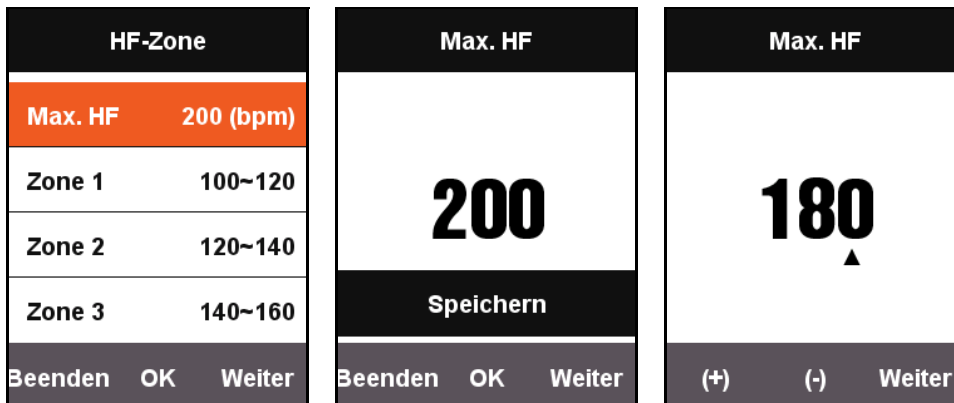 HF-Zone
Max. HF 200 (bpm)
Zone 1 100~120
Zone 2 120~140
Zone 3 140~160
Beenden OK Weiter
Max. HF
200
Speichern
Beenden OK Weiter
Max. HF
180
▲
(+) (-) Weiter